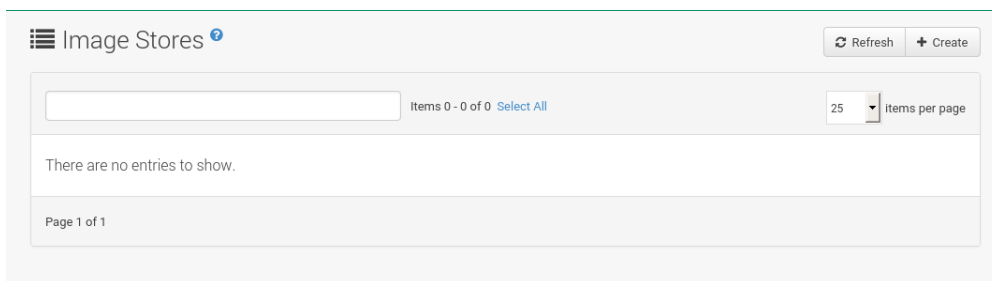 Image Stores ?
Refresh + Create
Items 0 - 0 of 0 Select All 25 items per page
There are no entries to show.
Page 1 of 1